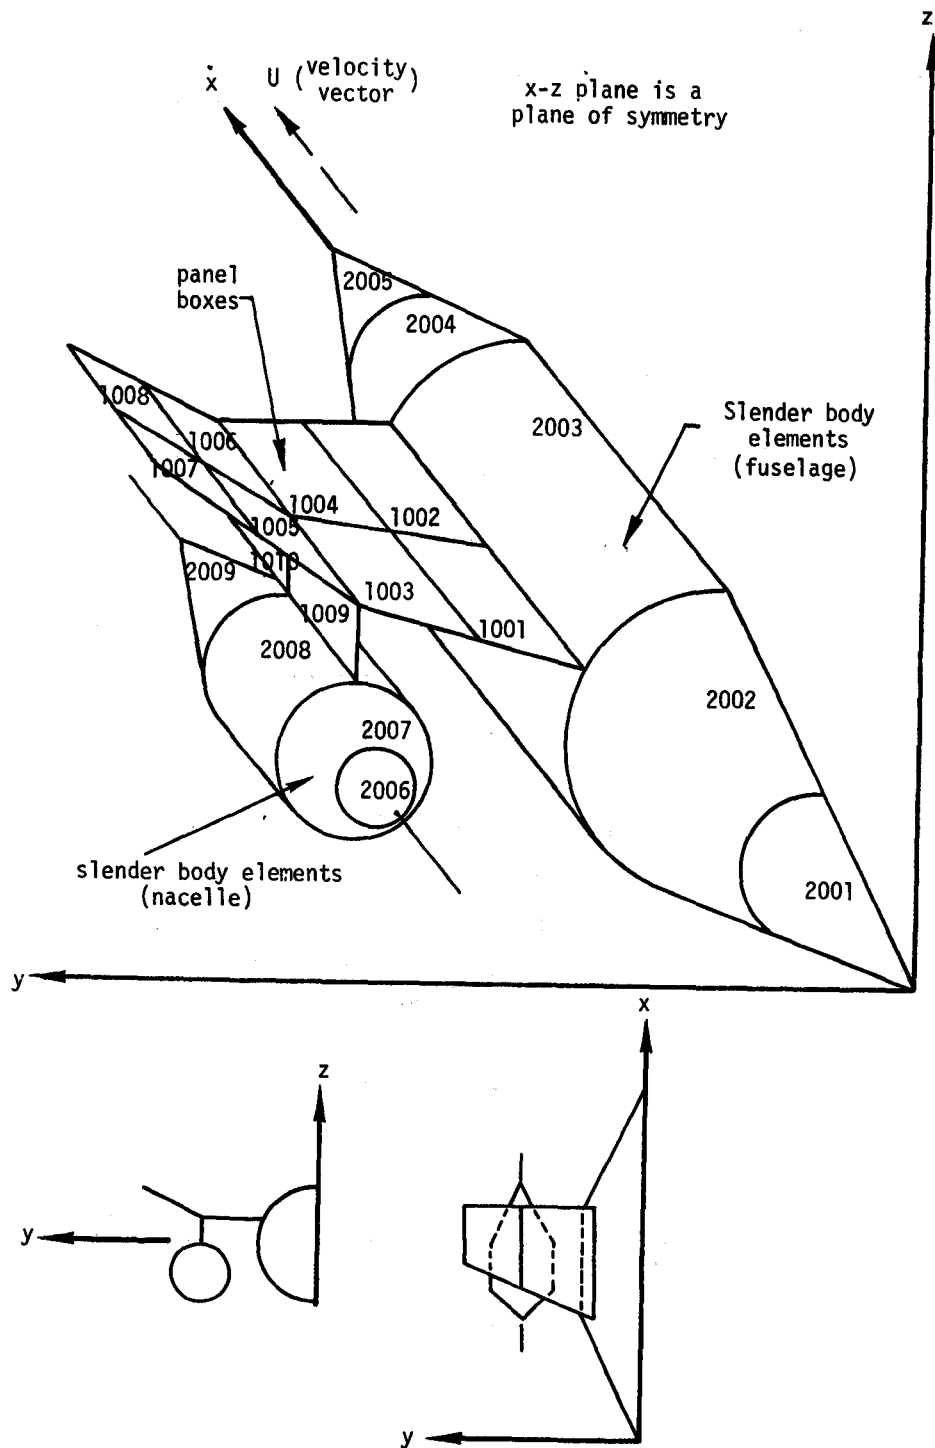 z
ẋ
U (velocity vector)
x-z plane is a
plane of symmetry
panel
boxes
2005
2004
1008
1006
1007
2003
Slender body
elements
(fuselage)
1004
1002
1005
1010
2009
1003
1009
1001
2008
2002
2007
2006
slender body elements
(nacelle)
2001
y
x
z
y
y